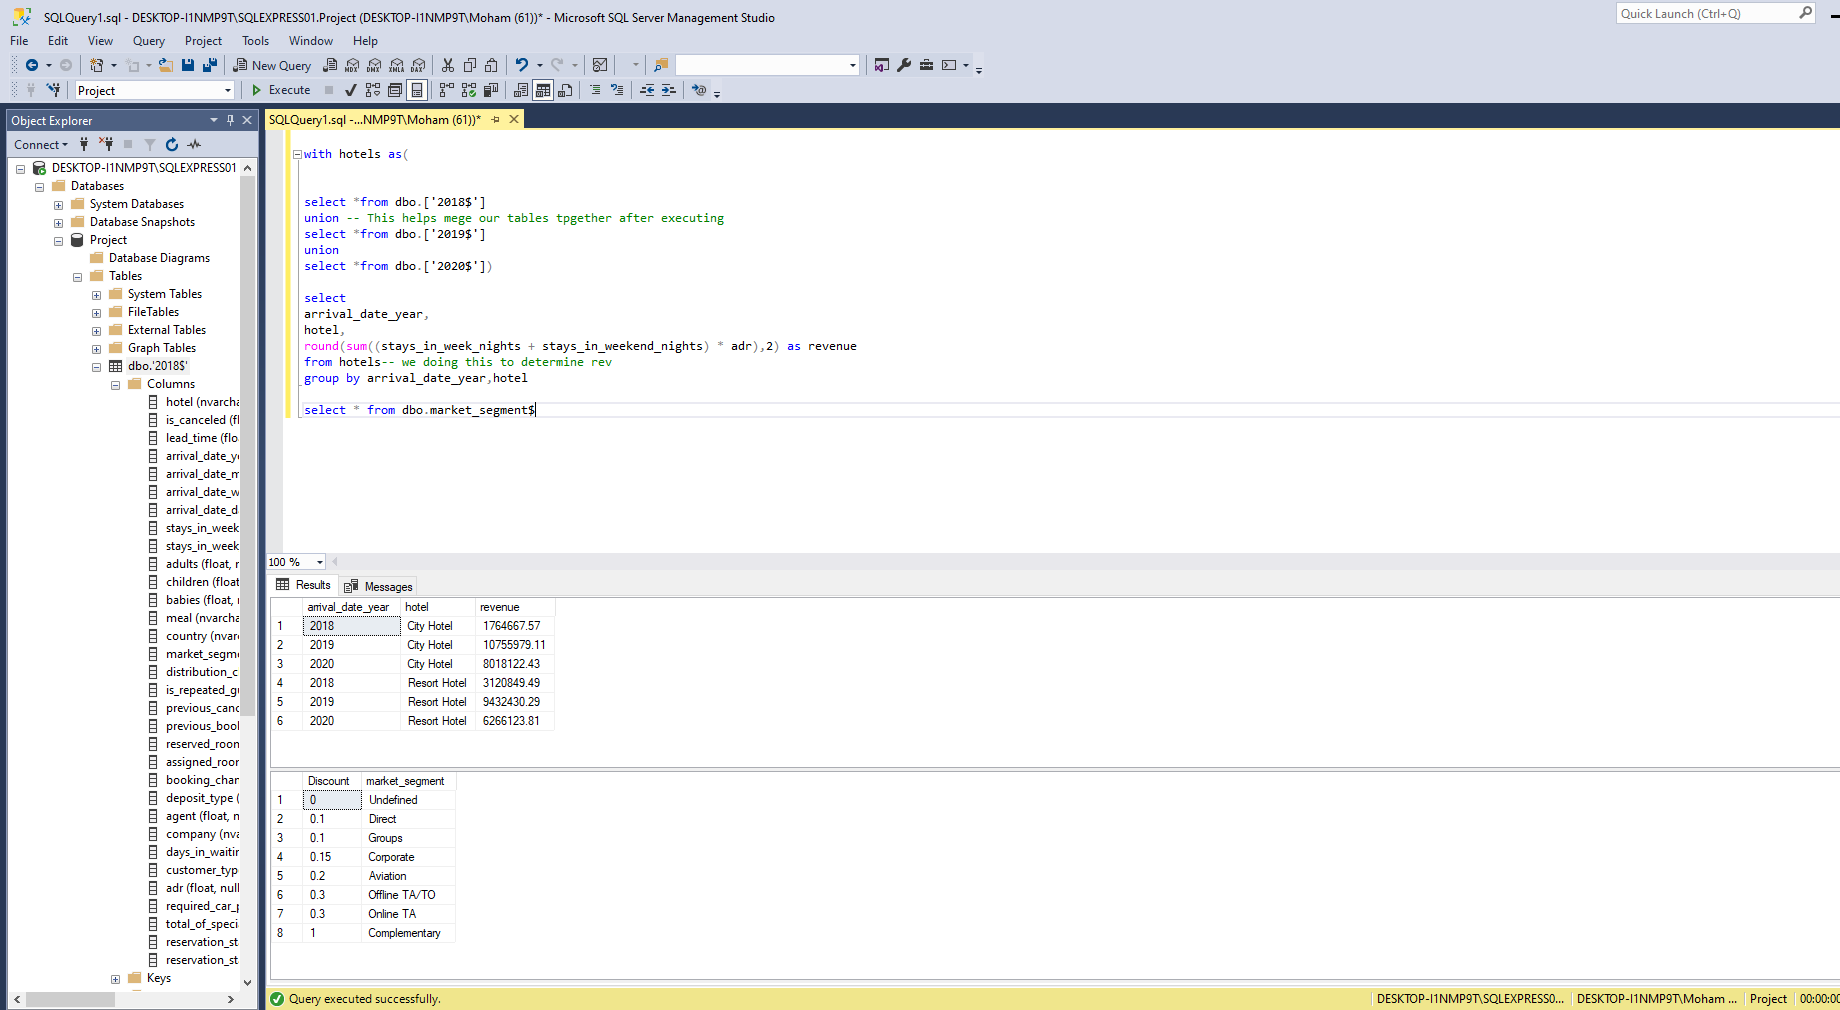 SQLQuery1.sql - DESKTOP-I1NMP9T\SQLEXPRESS01.Project (DESKTOP-I1NMP9T\Moham (61))* - Microsoft SQL Server Management Studio
Quick Launch (Ctrl+Q)
File Edit View Query Project Tools Window Help
New Query MDX DMX XMLA DAX
Project Execute
Object Explorer
SQLQuery1.sql -...NMP9T\Moham (61))*
Connect
DESKTOP-I1NMP9T\SQLEXPRESS01
Databases
System Databases
Database Snapshots
Project
Database Diagrams
Tables
System Tables
FileTables
External Tables
Graph Tables
dbo.'2018$'
Columns
hotel (nvarcha
is_canceled (fl
lead_time (flo
arrival_date_y
arrival_date_m
arrival_date_w
arrival_date_d
stays_in_week
stays_in_week
adults (float, n
children (float
babies (float, 
meal (nvarcha
country (nvar
market_segm
distribution_c
is_repeated_g
previous_canc
previous_bool
reserved_roon
assigned_roor
booking_char
deposit_type (
agent (float, n
company (nva
days_in_waitin
customer_typ
adr (float, null
required_car_p
total_of_speci
reservation_st
reservation_st
Keys
with hotels as(
select *from dbo.['2018$']
union -- This helps mege our tables tpgether after executing
select *from dbo.['2019$']
union
select *from dbo.['2020$'])
select
arrival_date_year,
hotel,
round(sum((stays_in_week_nights + stays_in_weekend_nights) * adr),2) as revenue
from hotels-- we doing this to determine rev
group by arrival_date_year,hotel
select * from dbo.market_segment$
100 %
Results Messages
arrival_date_year hotel revenue
1 2018 City Hotel 1764667.57
2 2019 City Hotel 10755979.11
3 2020 City Hotel 8018122.43
4 2018 Resort Hotel 3120849.49
5 2019 Resort Hotel 9432430.29
6 2020 Resort Hotel 6266123.81
Discount market_segment
1 0 Undefined
2 0.1 Direct
3 0.1 Groups
4 0.15 Corporate
5 0.2 Aviation
6 0.3 Offline TA/TO
7 0.3 Online TA
8 1 Complementary
Query executed successfully.
DESKTOP-I1NMP9T\SQLEXPRESS0... DESKTOP-I1NMP9T\Moham ... Project 00:00:00